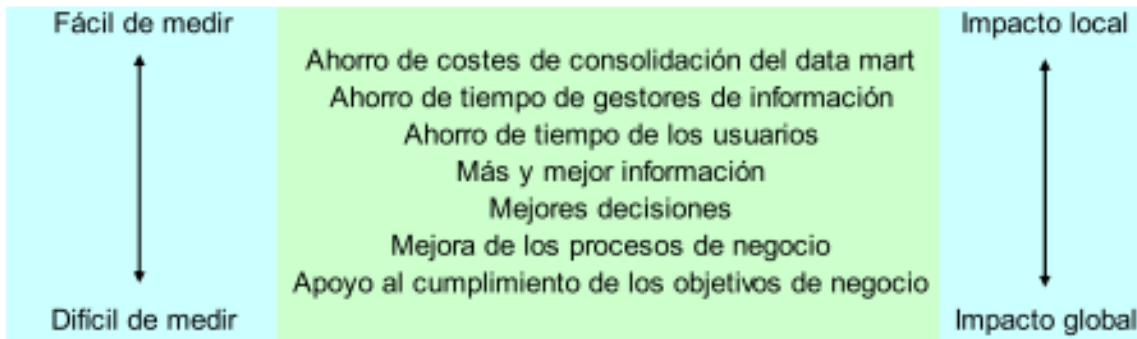 Fácil de medir
Impacto local
Ahorro de costes de consolidación del data mart
Ahorro de tiempo de gestores de información
Ahorro de tiempo de los usuarios
Más y mejor información
Mejores decisiones
Mejora de los procesos de negocio
Apoyo al cumplimiento de los objetivos de negocio
Difícil de medir
Impacto global